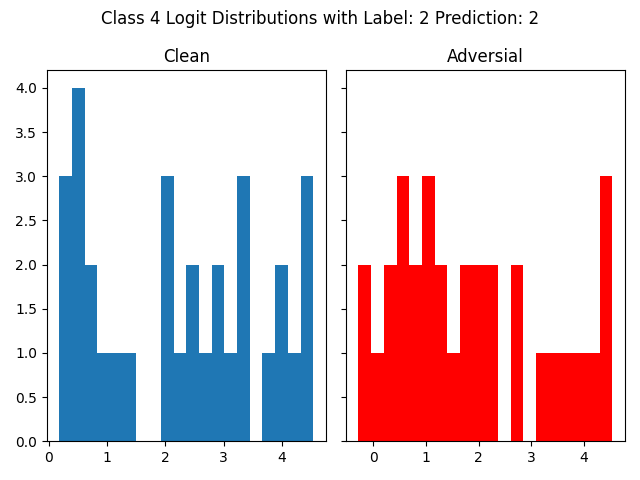 Class 4 Logit Distributions with Label: 2 Prediction: 2
Clean
Adversial
4.0
3.5
3.0
2.5
2.0
1.5
1.0
0.5
0.0
0 1 2 3 4
0 1 2 3 4